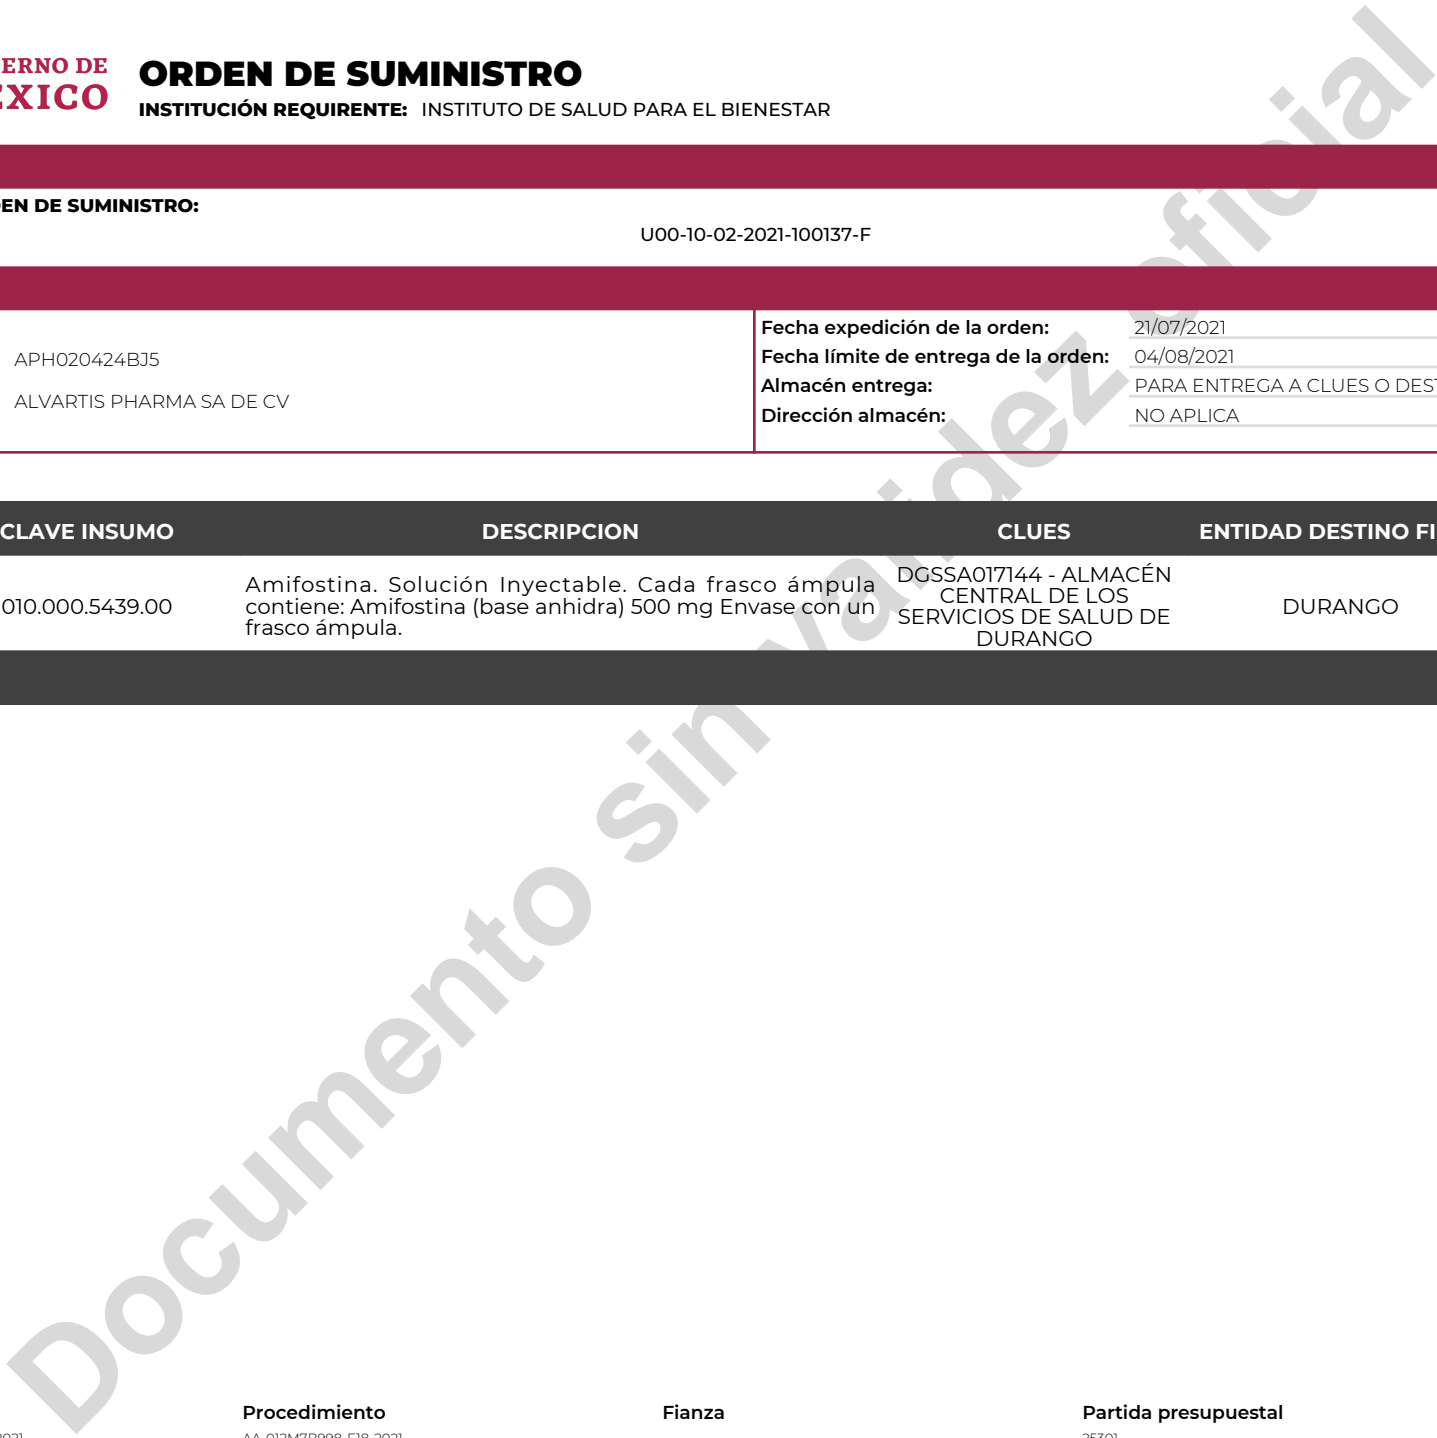 ERNO DE
EXICO
ORDEN DE SUMINISTRO
INSTITUCIÓN REQUIRENTE: INSTITUTO DE SALUD PARA EL BIENESTAR
EN DE SUMINISTRO:
U00-10-02-2021-100137-F
APH020424BJ5
ALVARTIS PHARMA SA DE CV
Fecha expedición de la orden: 21/07/2021
Fecha límite de entrega de la orden: 04/08/2021
Almacén entrega: PARA ENTREGA A CLUES O DEST
Dirección almacén: NO APLICA
CLAVE INSUMO DESCRIPCION CLUES ENTIDAD DESTINO FI
010.000.5439.00
Amifostina. Solución Inyectable. Cada frasco ámpula
contiene: Amifostina (base anhidra) 500 mg Envase con un
frasco ámpula.
DGSSA017144 - ALMACÉN
CENTRAL DE LOS
SERVICIOS DE SALUD DE
DURANGO
DURANGO
Documento sin validez oficial
Procedimiento Fianza Partida presupuestal